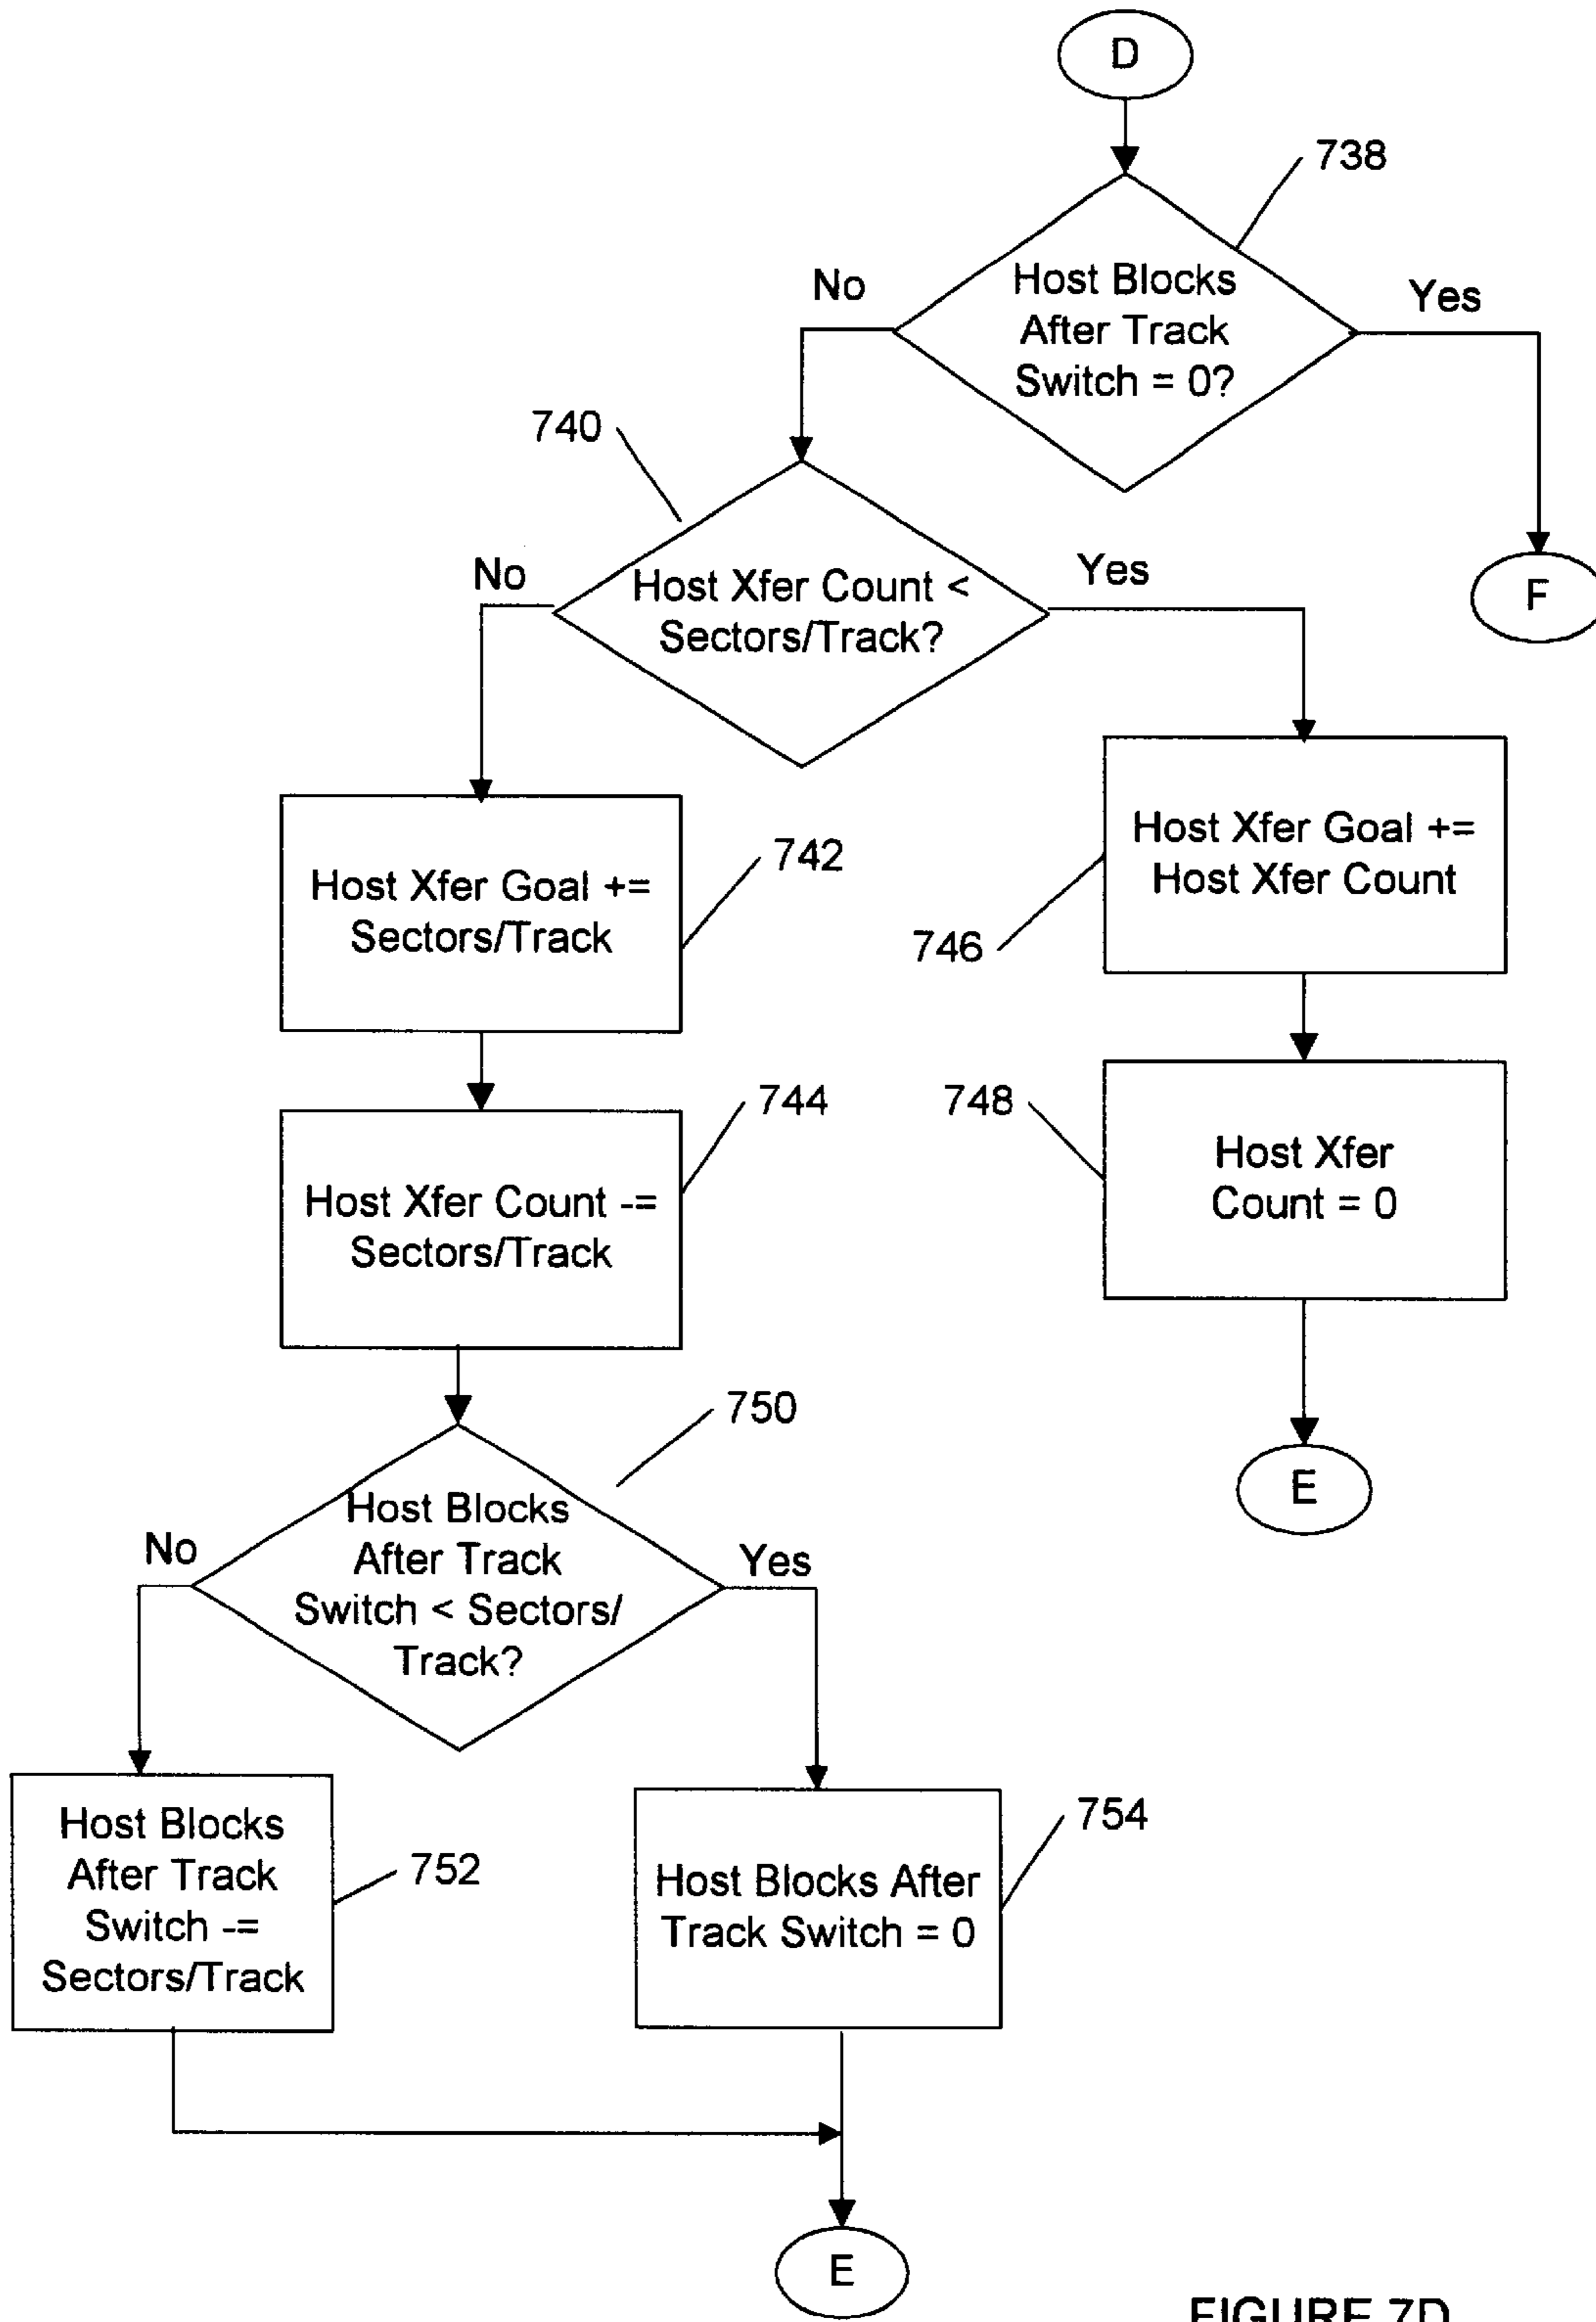 D
738
Host Blocks
After Track
Switch = 0?
No
Yes
740
F
Host Xfer Count <
Sectors/Track?
No
Yes
Host Xfer Goal +=
Sectors/Track
742
Host Xfer Goal +=
Host Xfer Count
746
Host Xfer Count -=
Sectors/Track
744
748
Host Xfer
Count = 0
750
E
Host Blocks
After Track
Switch < Sectors/
Track?
No
Yes
Host Blocks
After Track
Switch -=
Sectors/Track
752
Host Blocks After
Track Switch = 0
754
E
FIGURE 7D